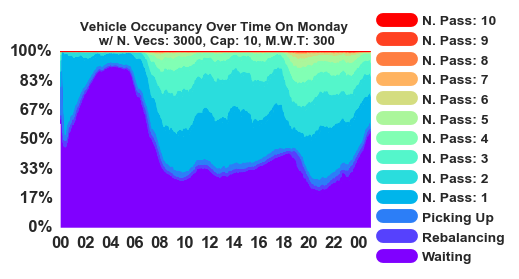 Vehicle Occupancy Over Time On Monday
w/ N. Vecs: 3000, Cap: 10, M.W.T: 300
100%
83%
67%
50%
33%
17%
0%
00 02 04 06 08 10 12 14 16 18 20 22 00
N. Pass: 10
N. Pass: 9
N. Pass: 8
N. Pass: 7
N. Pass: 6
N. Pass: 5
N. Pass: 4
N. Pass: 3
N. Pass: 2
N. Pass: 1
Picking Up
Rebalancing
Waiting